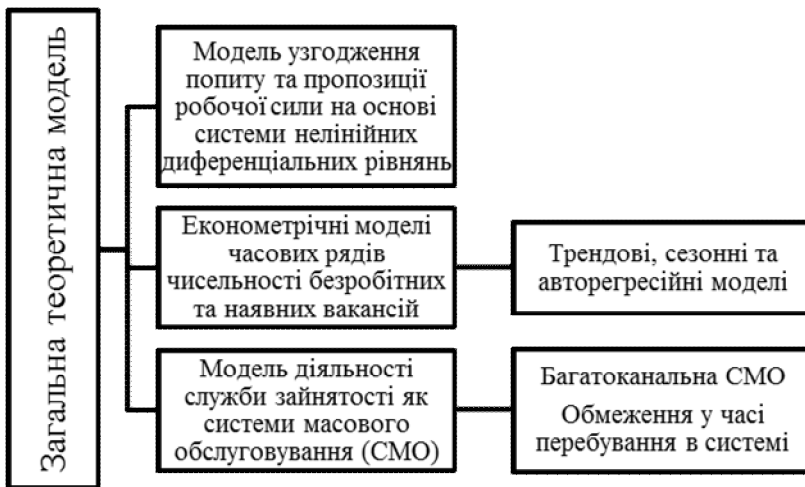 Загальна теоретична модель
Модель узгодження
попиту та пропозиції
робочої сили на основі
системи нелінійних
диференціальних рівнянь
Економетрічні моделі
часових рядів
чисельності безробітних
та наявних вакансій
Трендові, сезонні та
авторегресійні моделі
Модель діяльності
служби зайнятості як
системи масового
обслуговування (СМО)
Багатоканальна СМО
Обмеження у часі
перебування в системі